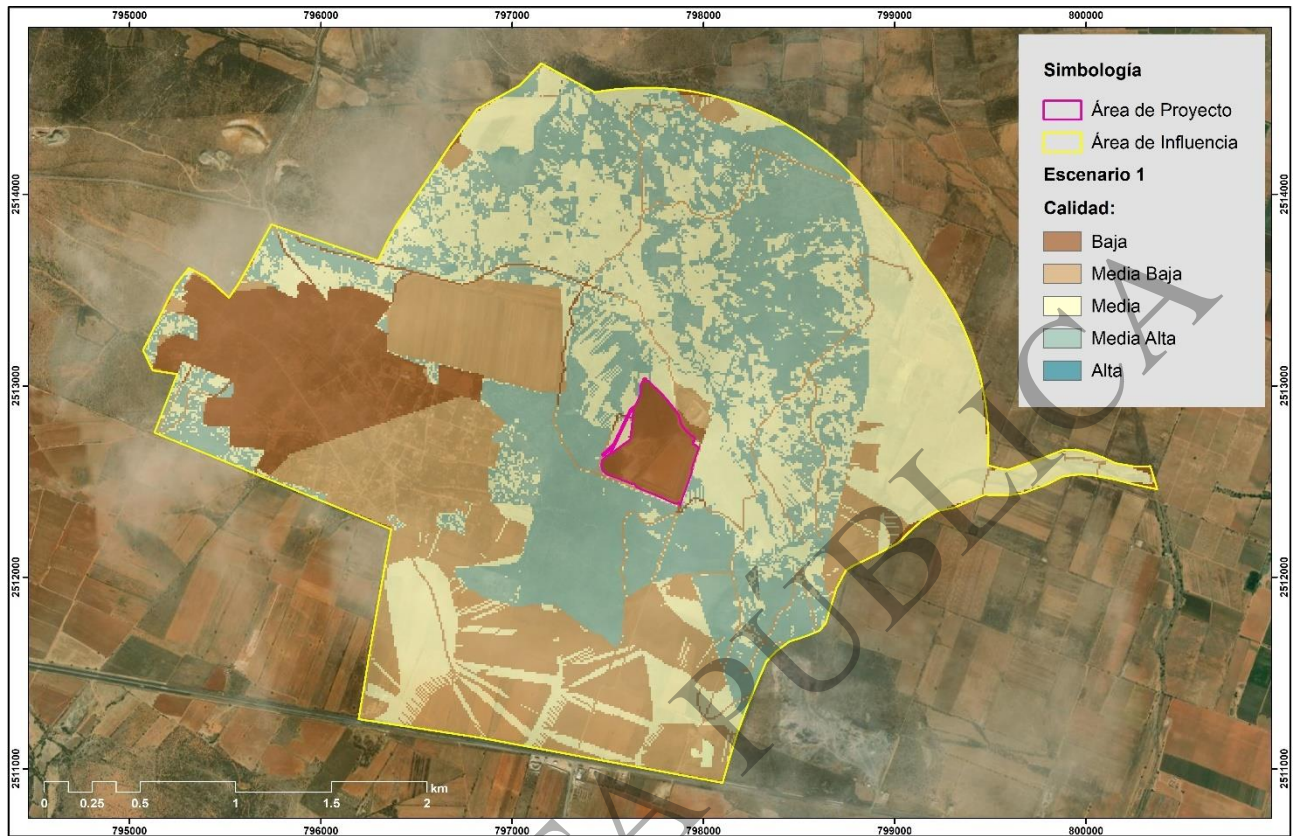 795000 796000 797000 798000 799000 800000
Simbología
Área de Proyecto
Área de Influencia
Escenario 1
Calidad:
Baja
Media Baja
Media
Media Alta
Alta
2514000 2514000
2513000 2513000
2512000 2512000
2511000 2511000
TA PÚBLICA
km
0 0.25 0.5 1 1.5 2
795000 796000 797000 798000 799000 800000